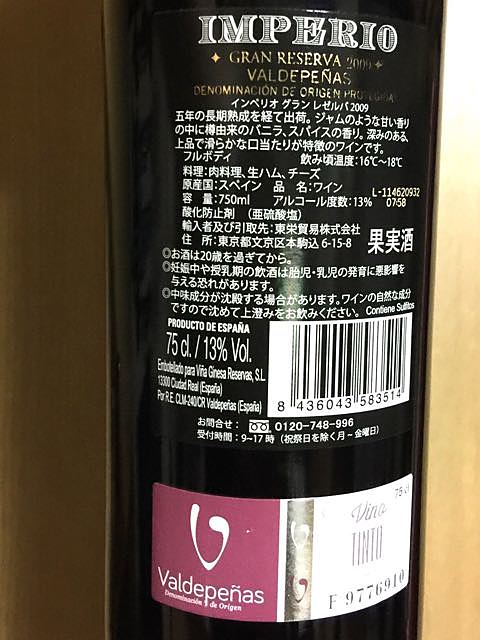 IMPERIO
GRAN RESERVA 2009
VALDEPEÑAS
DENOMINACIÓN DE ORIGEN PROTEGIDA
インペリオ グラン レゼルバ 2009
五年の長期熟成を経て出荷。ジャムのような甘い香り
の中に樽由来のバニラ、スパイスの香り。深みのある、
上品で滑らかな口当たりが特徴のワインです。
フルボディ 飲み頃温度:16℃~18℃
料理:肉料理、生ハム、チーズ
原産国:スペイン 品 名:ワイン L-114620932
容 量:750ml アルコール度数:13% 07:58
酸化防止剤 (亜硫酸塩)
輸入者及び引取先:東栄貿易株式会社
住 所:東京都文京区本駒込 6-15-8 果実酒
◎お酒は20歳を過ぎてから。
◎妊娠中や授乳期の飲酒は胎児・乳児の発育に悪影響を
与える恐れがあります。
◎中味成分が沈殿する場合があります。ワインの自然な成分
ですので沈めて上澄みをお飲みください。 Contiene Sulfitos
PRODUCTO DE ESPAÑA
75 cl. / 13% Vol.
Embotellado para Viña Ginesa Reservas, S.L.
13300 Ciudad Real (España)
Por R.E. CLM-240/CR Valdepeñas (España)
8 436043 583514
お問合せ: 0120-748-996
受付時間:9~17時(祝祭日を除く月~金曜日)
75 cl
Vino
TINTO
F 9776910
Valdepeñas
Denominación de Origen